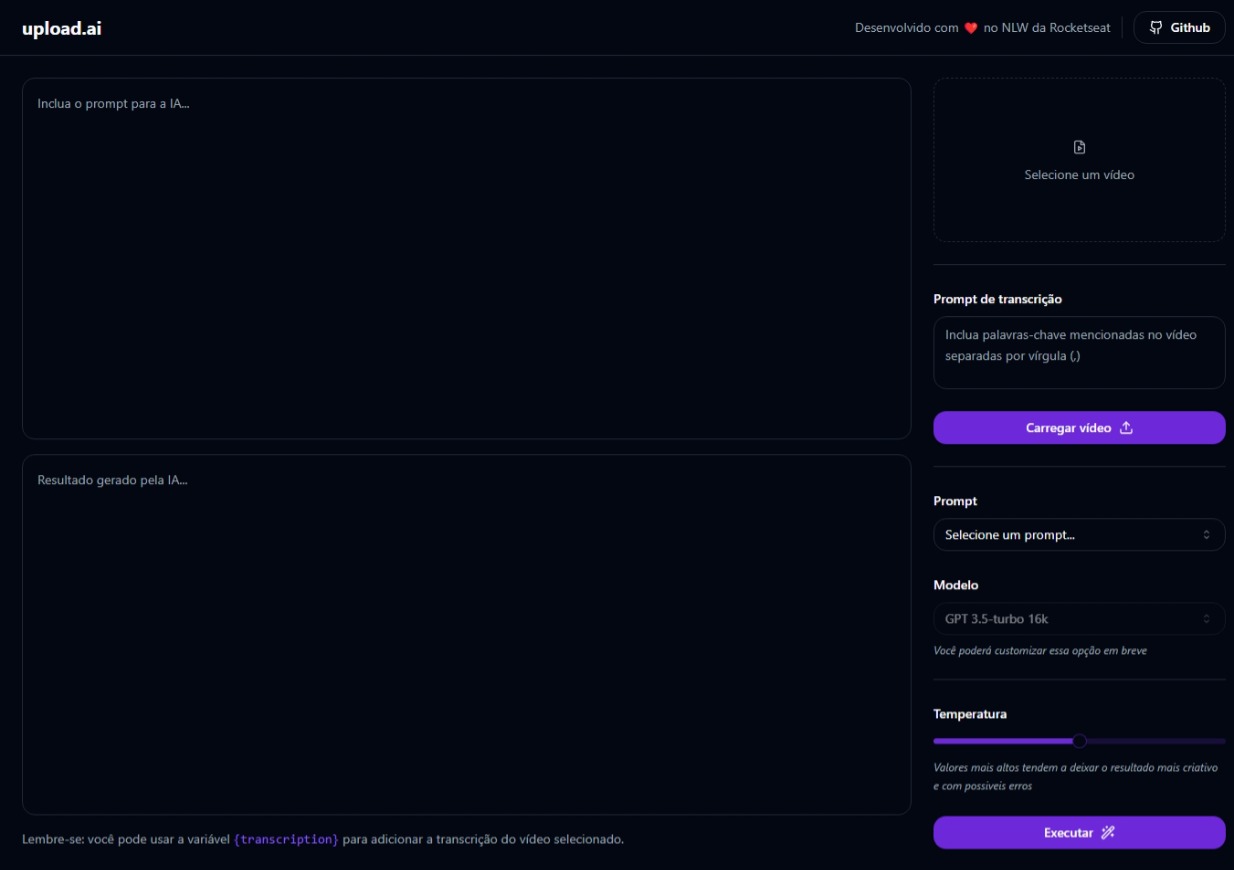 upload.ai
Desenvolvido com ❤️ no NLW da Rocketseat
Github
Inclua o prompt para a IA...
Resultado gerado pela IA...
Lembre-se: você pode usar a variável {transcription} para adicionar a transcrição do vídeo selecionado.
Selecione um vídeo
Prompt de transcrição
Inclua palavras-chave mencionadas no vídeo
separadas por vírgula (,)
Carregar vídeo
Prompt
Selecione um prompt...
Modelo
GPT 3.5-turbo 16k
Você poderá customizar essa opção em breve
Temperatura
Valores mais altos tendem a deixar o resultado mais criativo
e com possiveis erros
Executar